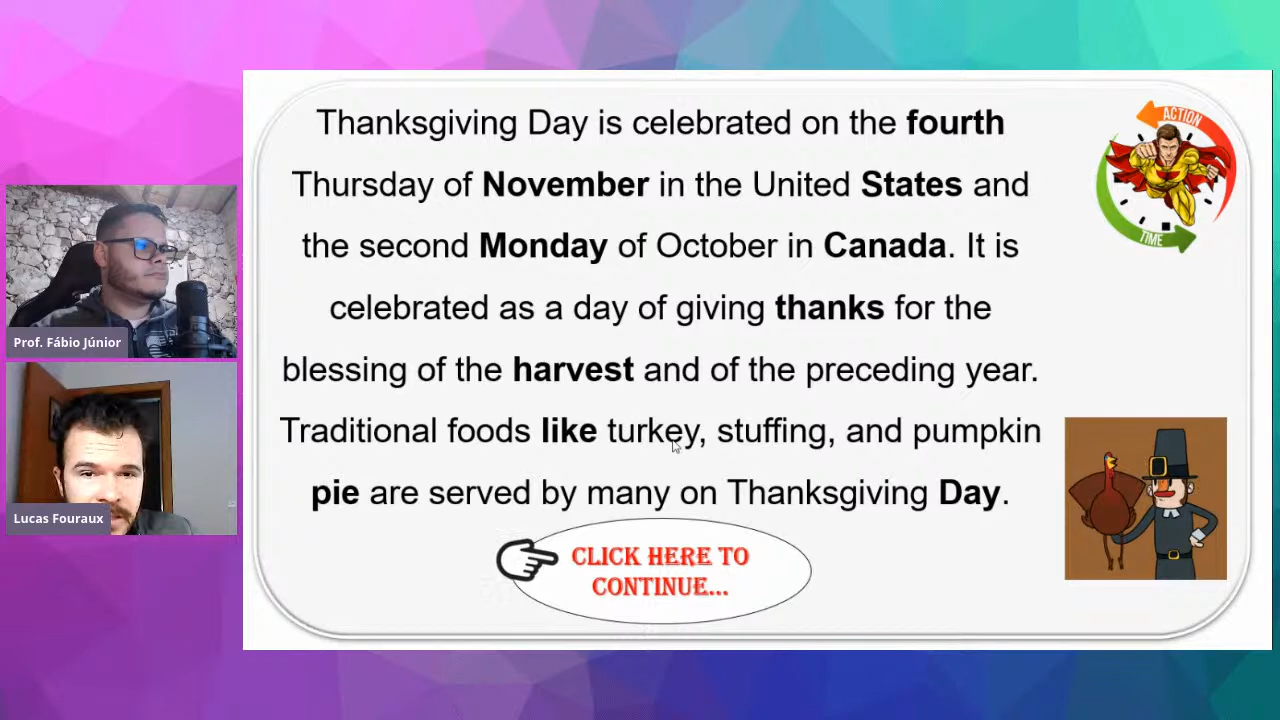 Thanksgiving Day is celebrated on the fourth
Thursday of November in the United States and
the second Monday of October in Canada. It is
celebrated as a day of giving thanks for the
blessing of the harvest and of the preceding year.
Traditional foods like turkey, stuffing, and pumpkin
pie are served by many on Thanksgiving Day.
CLICK HERE TO
CONTINUE...
ACTION
TIME
Prof. Fábio Júnior
Lucas Fouraux